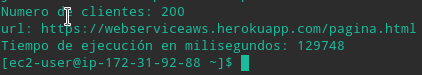 Numero de clientes: 200
url: https://webserviceaws.herokuapp.com/pagina.html
Tiempo de ejecución en milisegundos: 129748
[ec2-user@ip-172-31-92-88 ~]$